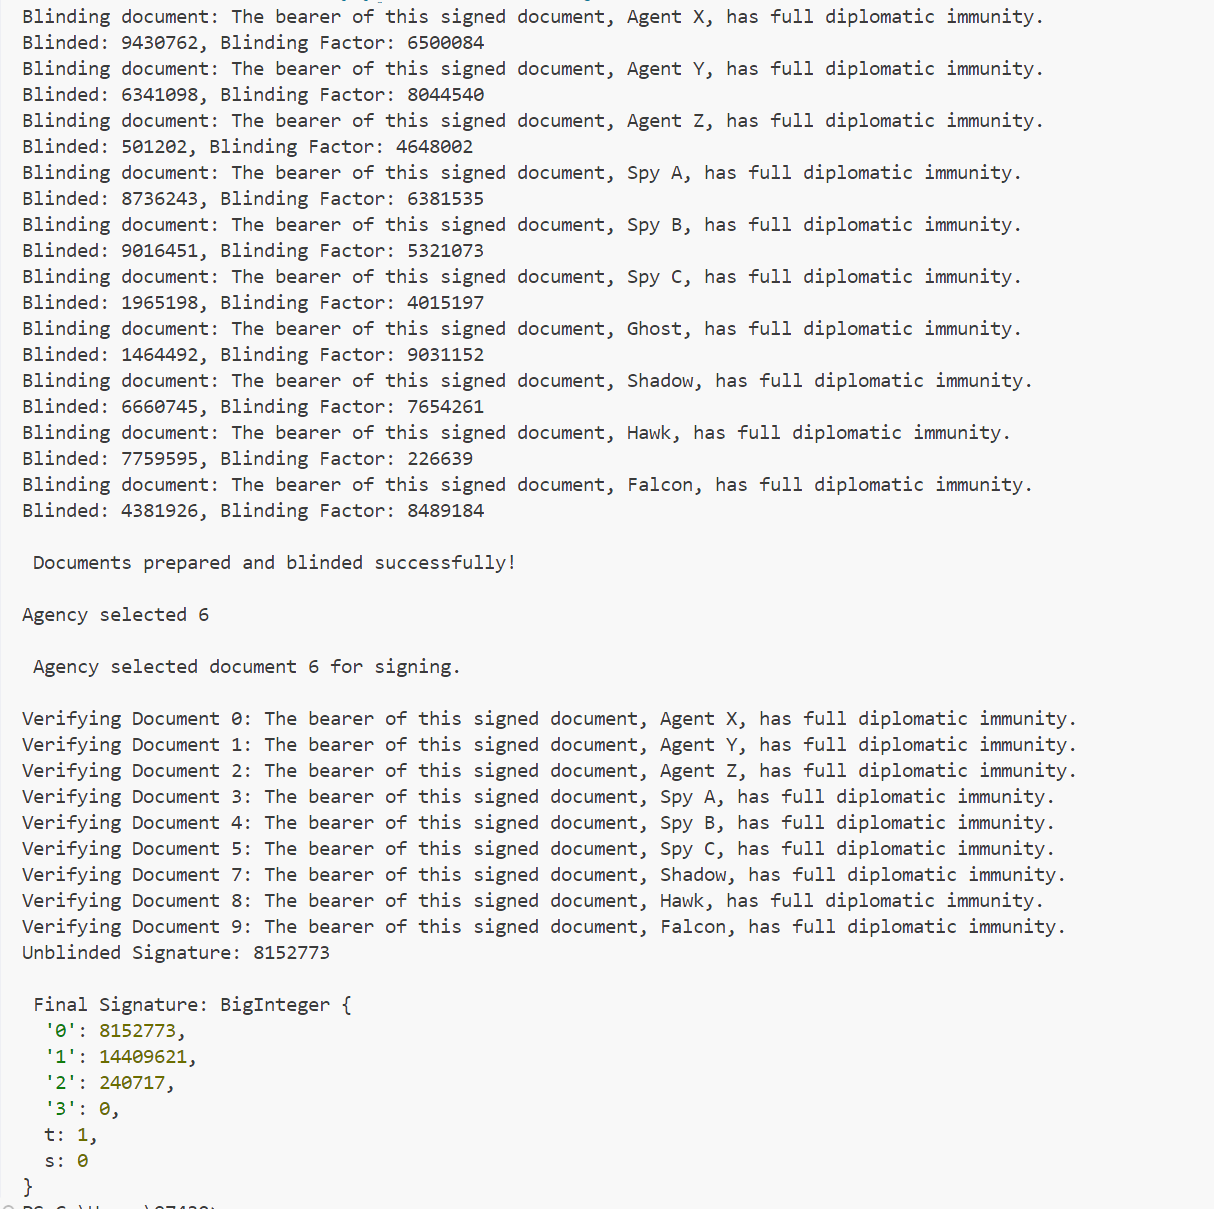 Blinding document: The bearer of this signed document, Agent X, has full diplomatic immunity.
Blinded: 9430762, Blinding Factor: 6500084
Blinding document: The bearer of this signed document, Agent Y, has full diplomatic immunity.
Blinded: 6341098, Blinding Factor: 8044540
Blinding document: The bearer of this signed document, Agent Z, has full diplomatic immunity.
Blinded: 501202, Blinding Factor: 4648002
Blinding document: The bearer of this signed document, Spy A, has full diplomatic immunity.
Blinded: 8736243, Blinding Factor: 6381535
Blinding document: The bearer of this signed document, Spy B, has full diplomatic immunity.
Blinded: 9016451, Blinding Factor: 5321073
Blinding document: The bearer of this signed document, Spy C, has full diplomatic immunity.
Blinded: 1965198, Blinding Factor: 4015197
Blinding document: The bearer of this signed document, Ghost, has full diplomatic immunity.
Blinded: 1464492, Blinding Factor: 9031152
Blinding document: The bearer of this signed document, Shadow, has full diplomatic immunity.
Blinded: 6660745, Blinding Factor: 7654261
Blinding document: The bearer of this signed document, Hawk, has full diplomatic immunity.
Blinded: 7759595, Blinding Factor: 226639
Blinding document: The bearer of this signed document, Falcon, has full diplomatic immunity.
Blinded: 4381926, Blinding Factor: 8489184
Documents prepared and blinded successfully!
Agency selected 6
Agency selected document 6 for signing.
Verifying Document 0: The bearer of this signed document, Agent X, has full diplomatic immunity.
Verifying Document 1: The bearer of this signed document, Agent Y, has full diplomatic immunity.
Verifying Document 2: The bearer of this signed document, Agent Z, has full diplomatic immunity.
Verifying Document 3: The bearer of this signed document, Spy A, has full diplomatic immunity.
Verifying Document 4: The bearer of this signed document, Spy B, has full diplomatic immunity.
Verifying Document 5: The bearer of this signed document, Spy C, has full diplomatic immunity.
Verifying Document 7: The bearer of this signed document, Shadow, has full diplomatic immunity.
Verifying Document 8: The bearer of this signed document, Hawk, has full diplomatic immunity.
Verifying Document 9: The bearer of this signed document, Falcon, has full diplomatic immunity.
Unblinded Signature: 8152773
Final Signature: BigInteger {
'0': 8152773,
'1': 14409621,
'2': 240717,
'3': 0,
t: 1,
s: 0
}